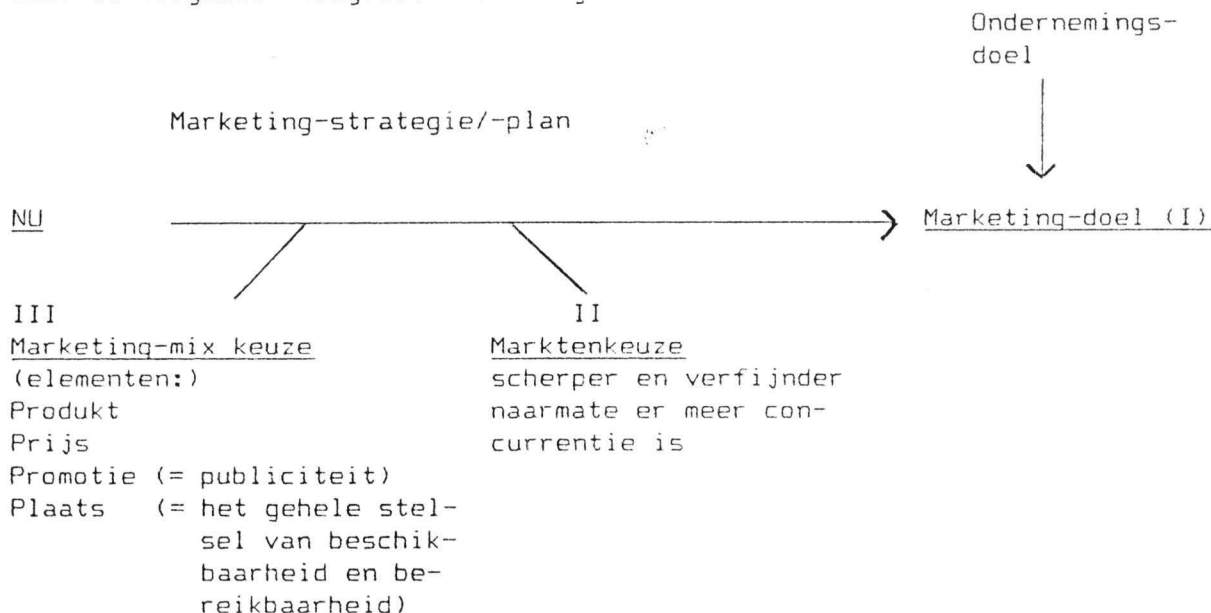 Ondernemings-
doel
Marketing-strategie/-plan
NU
Marketing-doel (I)
III
Marketing-mix keuze
(elementen:)
Produkt
Prijs
Promotie (= publiciteit)
Plaats (= het gehele stel-
sel van beschik-
baarheid en be-
reikbaarheid)
II
Marktenkeuze
scherper en verfijnder
naarmate er meer con-
currentie is